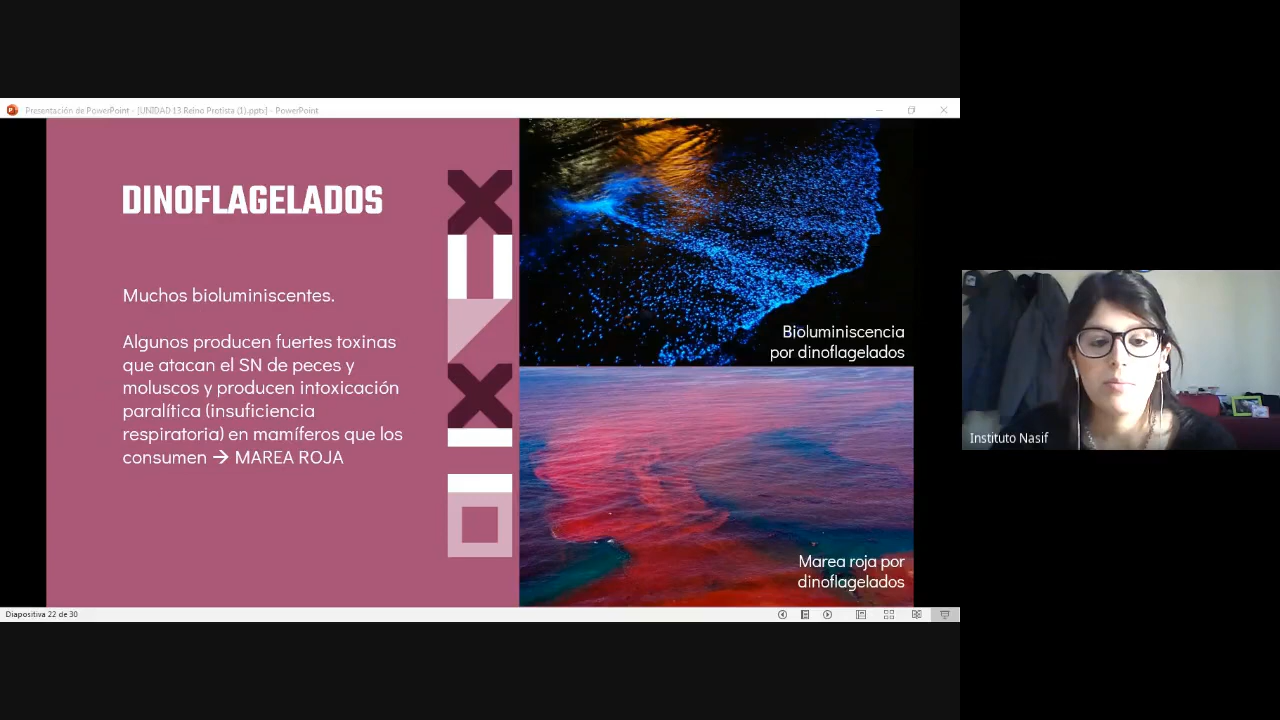 Presentación de PowerPoint - [UNIDAD 13 Reino Protista (1).pptx] - PowerPoint
DINOFLAGELADOS
Muchos bioluminiscentes.
Algunos producen fuertes toxinas
que atacan el SN de peces y
moluscos y producen intoxicación
paralítica (insuficiencia
respiratoria) en mamíferos que los
consumen → MAREA ROJA
Bioluminiscencia
por dinoflagelados
Marea roja por
dinoflagelados
Diapositiva 22 de 30
Instituto Nasif